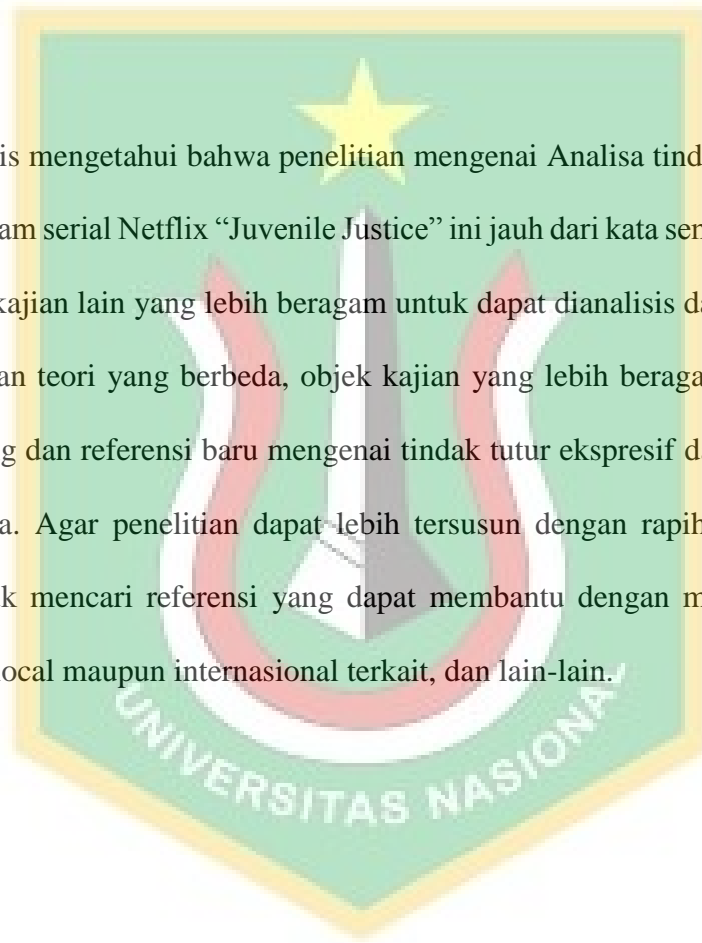 is mengetahui bahwa penelitian mengenai Analisa tind
am serial Netflix “Juvenile Justice” ini jauh dari kata sem
kajian lain yang lebih beragam untuk dapat dianalisis da
an teori yang berbeda, objek kajian yang lebih beraga
g dan referensi baru mengenai tindak tutur ekspresif da
a. Agar penelitian dapat lebih tersusun dengan rapih
k mencari referensi yang dapat membantu dengan m
local maupun internasional terkait, dan lain-lain.
UNIVERSITAS NASIONAL